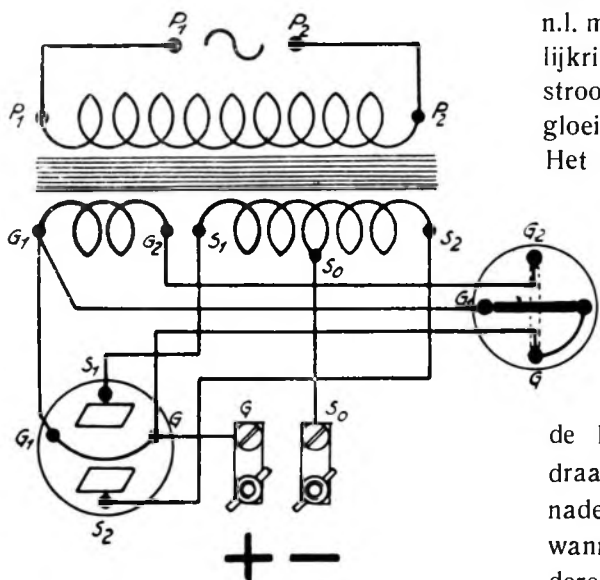 P1 P2
P1 P2
G1 G2 S1 S0 S2
G2
G1
G
S1
G1 G
S2
G S0
+ −
n.l. m
lijkri
stroo
gloei
Het
de l
draa
nade
wann